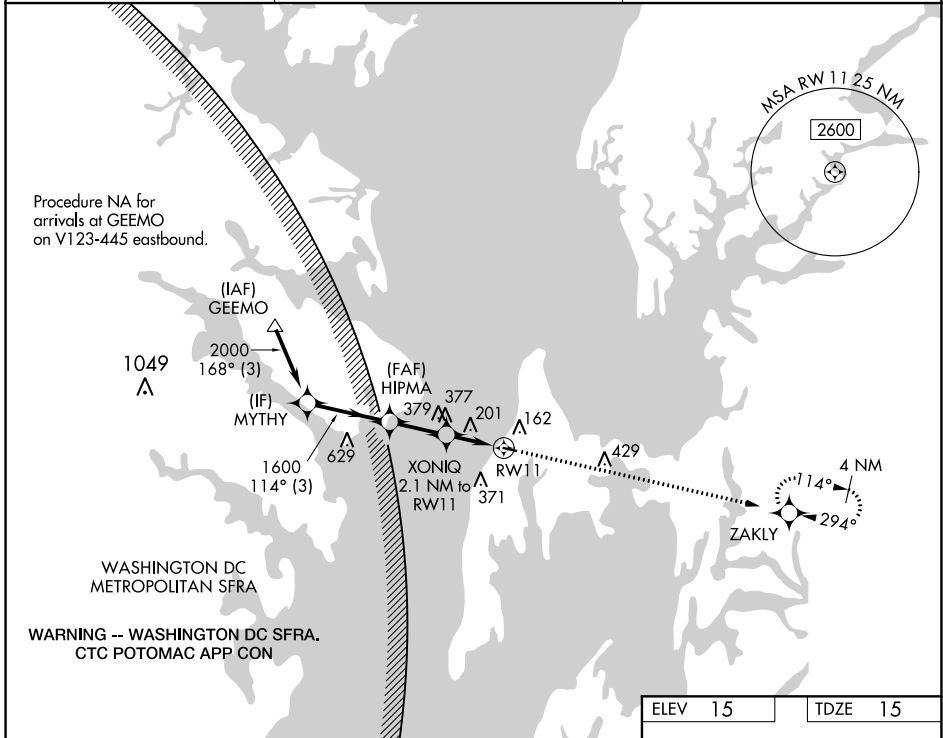 MSA RW 11 25 NM
2600
Procedure NA for
arrivals at GEEMO
on V123-445 eastbound.
(IAF)
GEEMO
2000
168° (3)
1049
(IF)
MYTHY
(FAF)
HIPMA
379
377
201
162
629
1600
114° (3)
XONIQ
2.1 NM to
RW11
371
RW11
429
4 NM
114°
294°
ZAKLY
WASHINGTON DC
METROPOLITAN SFRA
WARNING -- WASHINGTON DC SFRA.
CTC POTOMAC APP CON
ELEV 15
TDZE 15